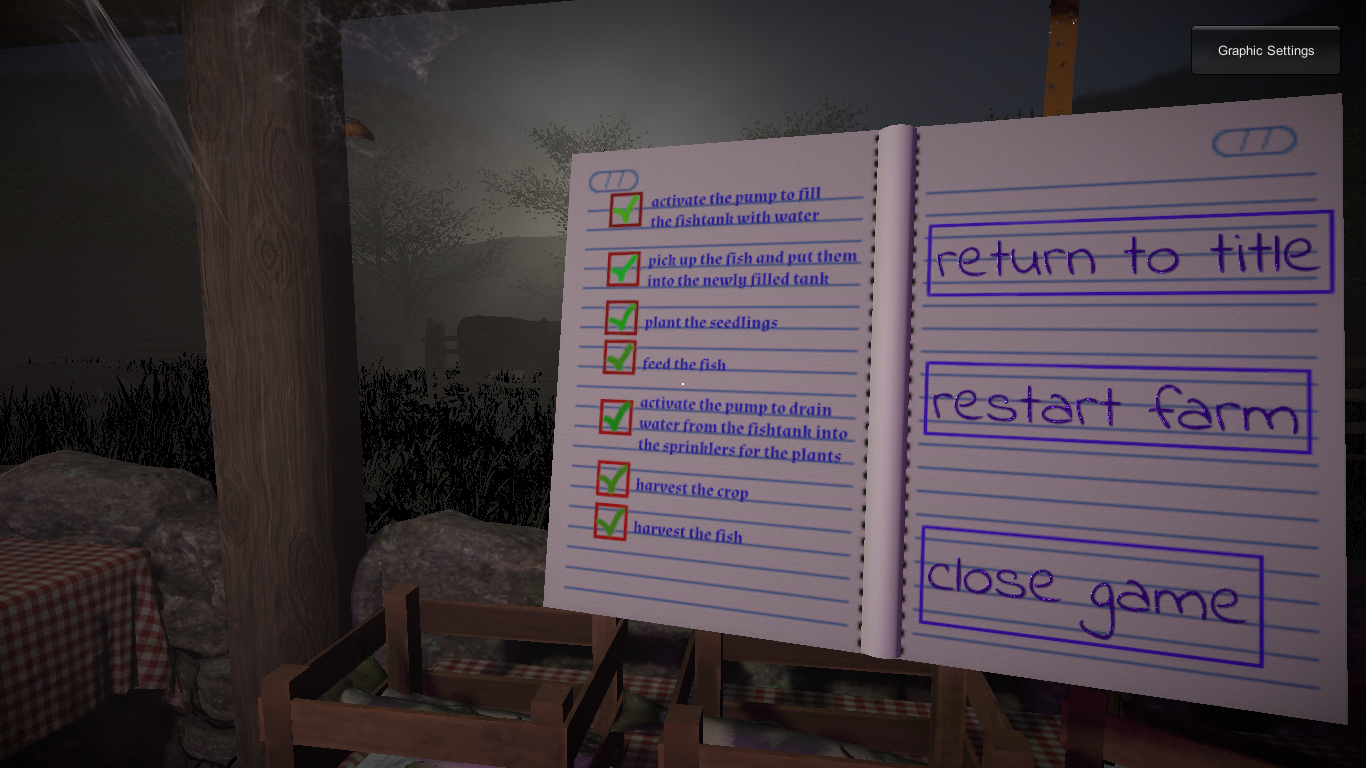 Graphic Settings
activate the pump to fill
the fishtank with water
pick up the fish and put them
into the newly filled tank
plant the seedlings
feed the fish
activate the pump to drain
water from the fishtank into
the sprinklers for the plants
harvest the crop
harvest the fish
return to title
restart farm
close game